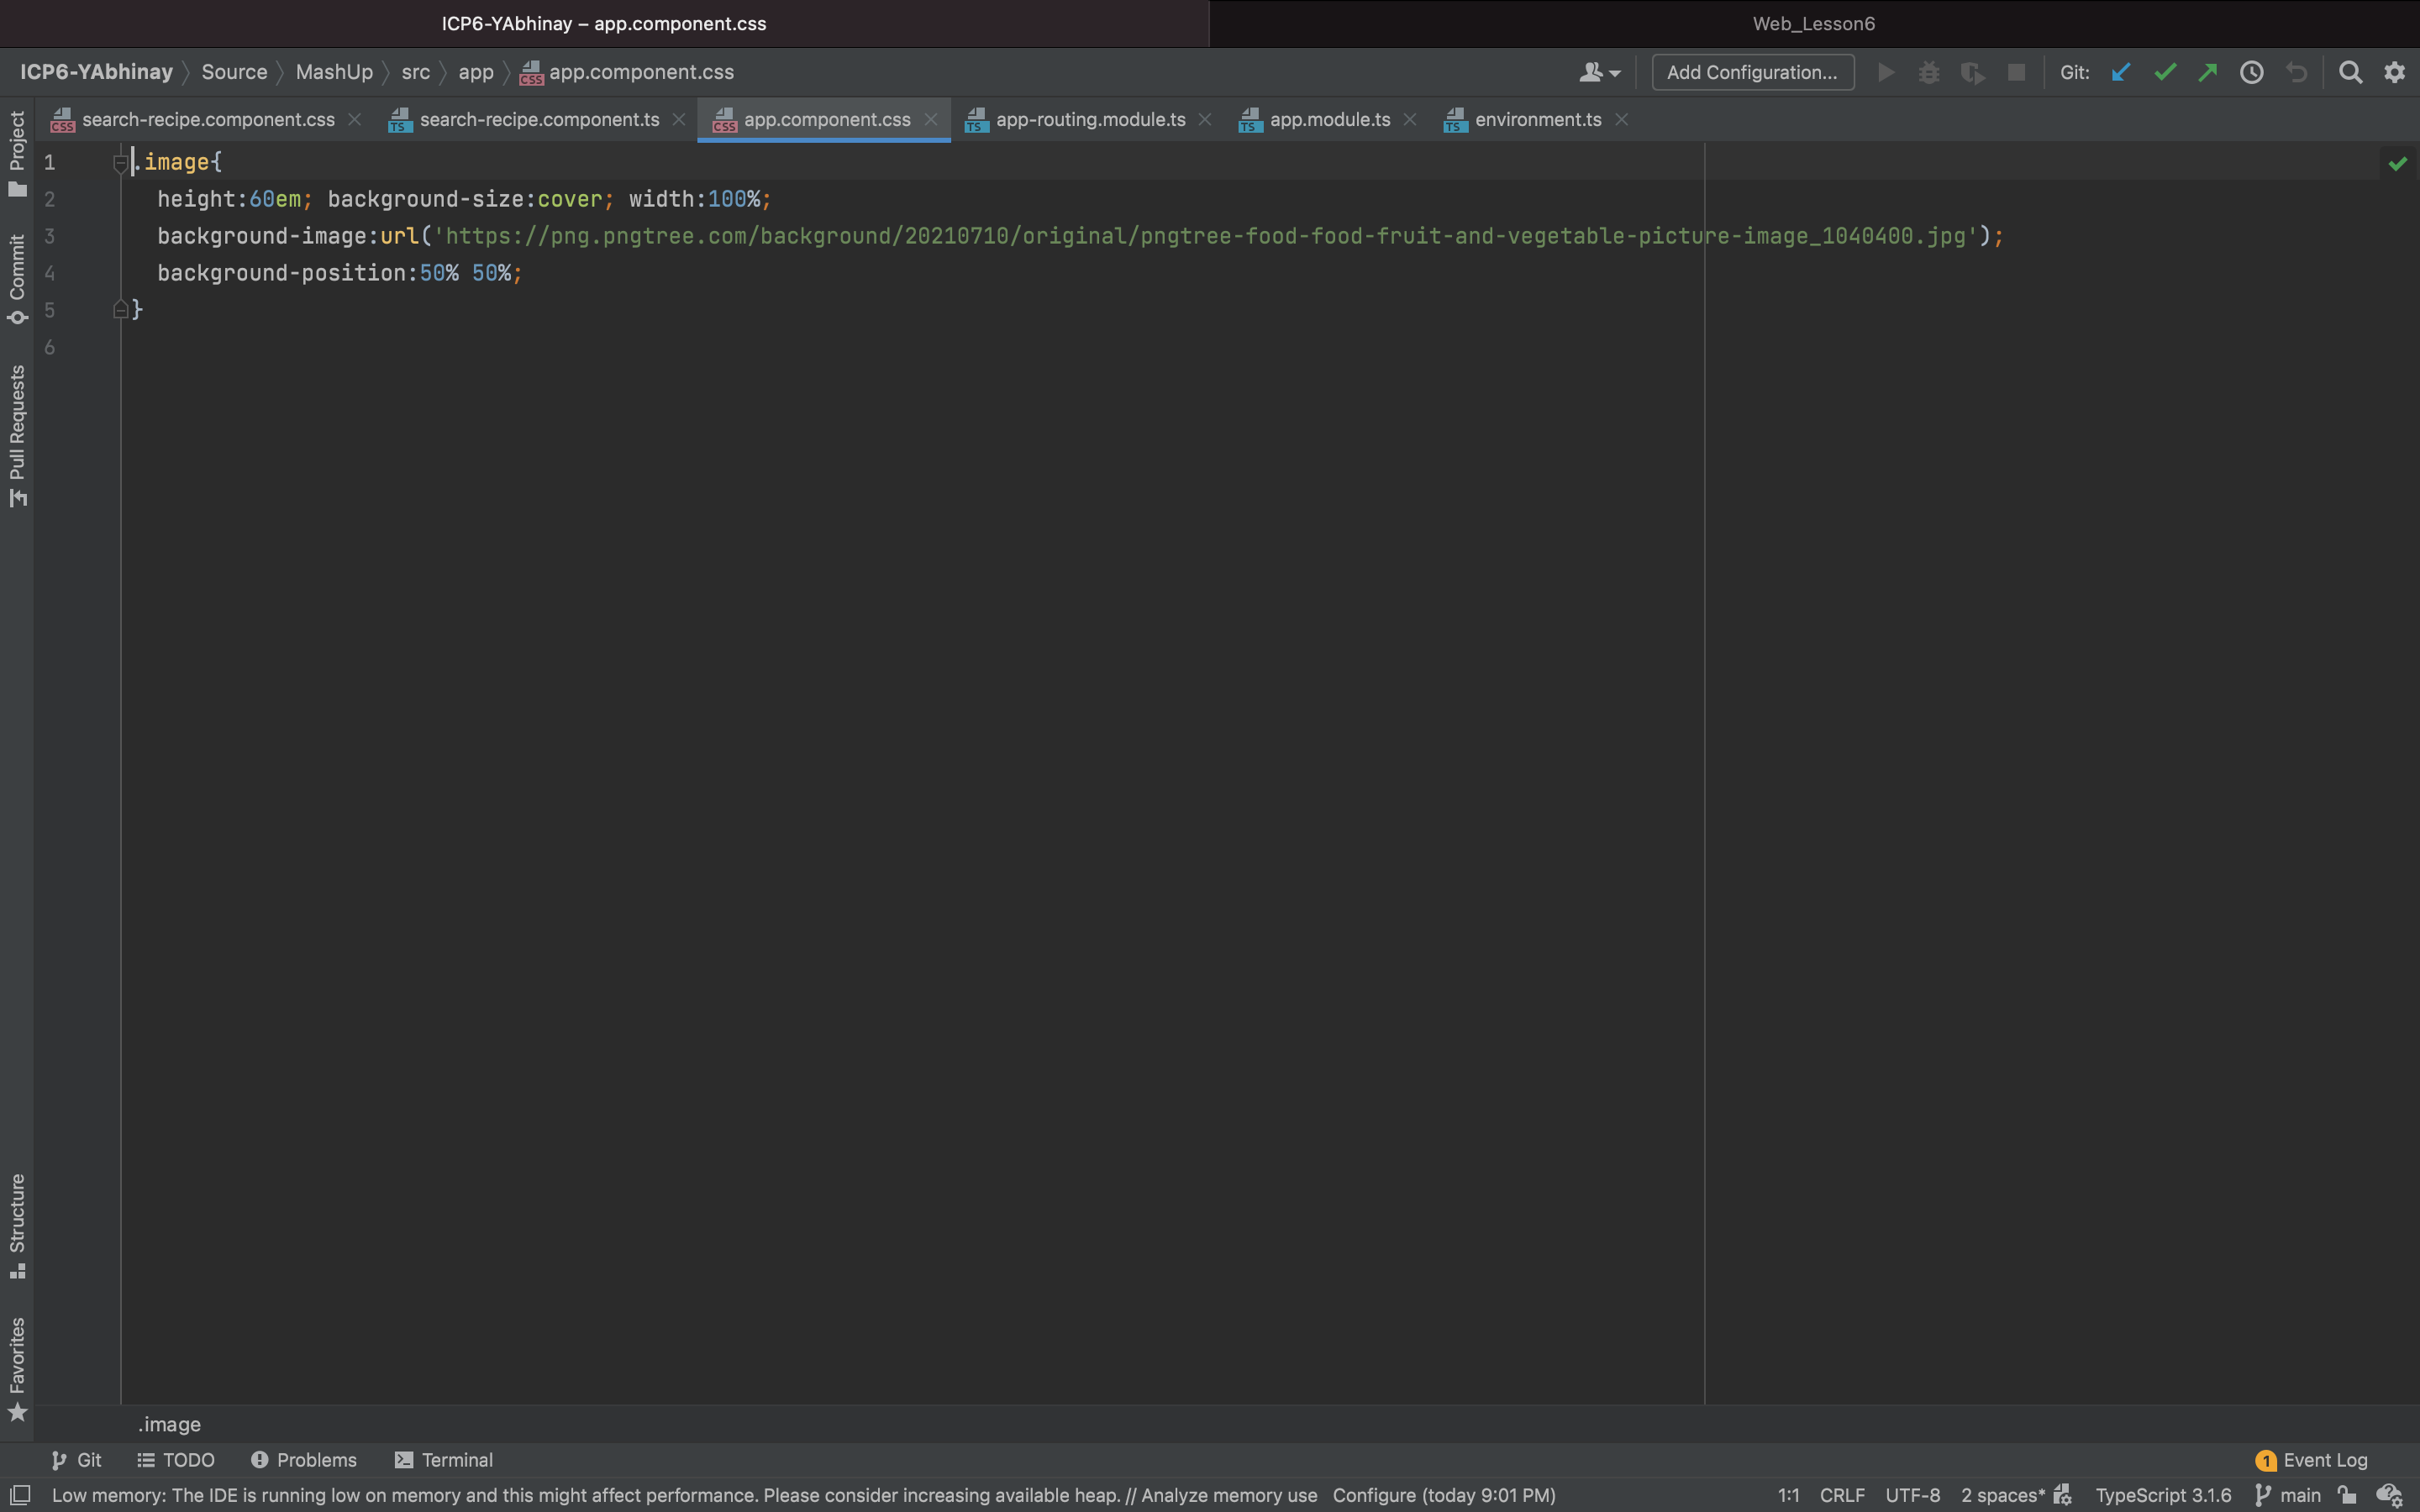 ICP6-YAbhinay – app.component.css
Web_Lesson6
ICP6-YAbhinay Source MashUp src app app.component.css
Add Configuration...
Git:
search-recipe.component.css
search-recipe.component.ts
app.component.css
app-routing.module.ts
app.module.ts
environment.ts
Project
Commit
Pull Requests
Structure
Favorites
1 .image{
2 height:60em; background-size:cover; width:100%;
3 background-image:url('https://png.pngtree.com/background/20210710/original/pngtree-food-food-fruit-and-vegetable-picture-image_1040400.jpg');
4 background-position:50% 50%;
5 }
6
.image
Git TODO Problems Terminal
1 Event Log
Low memory: The IDE is running low on memory and this might affect performance. Please consider increasing available heap. // Analyze memory use Configure (today 9:01 PM)
1:1 CRLF UTF-8 2 spaces* TypeScript 3.1.6 main